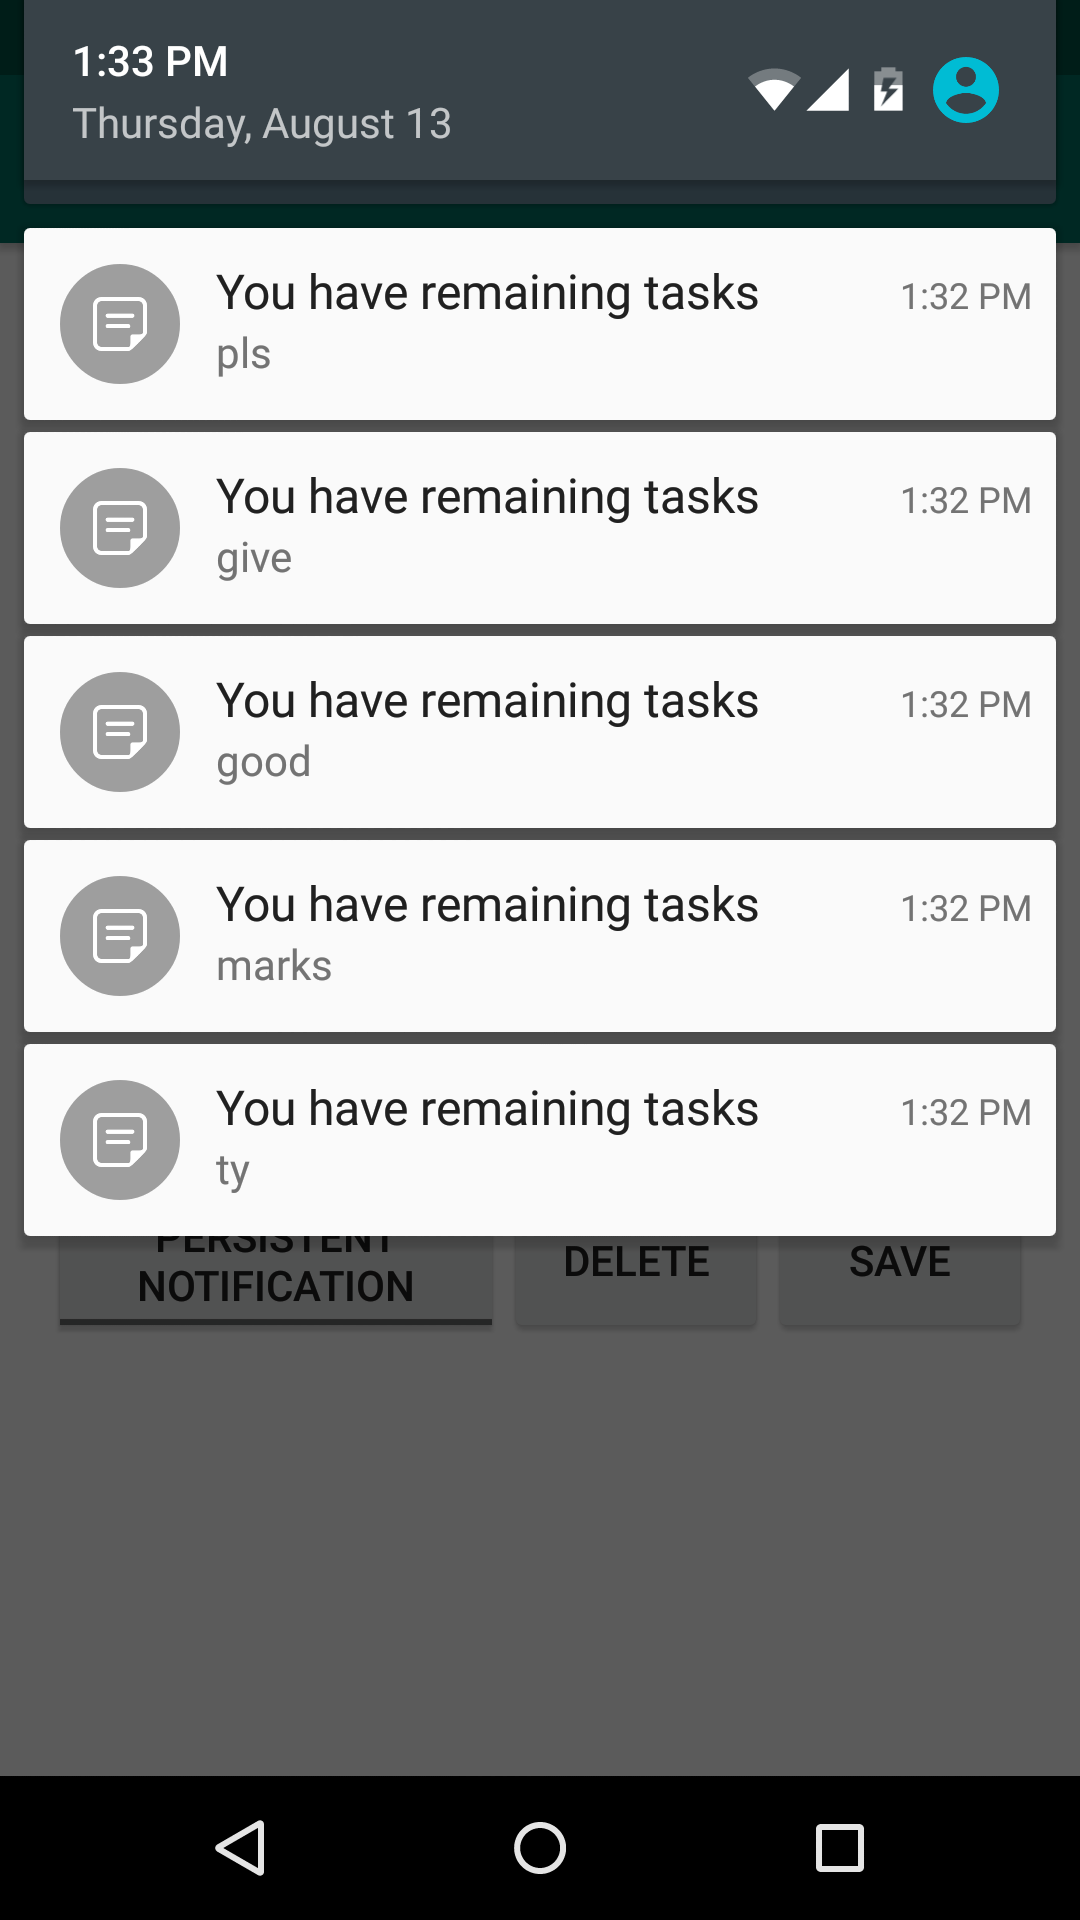 1:33 PM
Thursday, August 13
You have remaining tasks 1:32 PM
pls
You have remaining tasks 1:32 PM
give
You have remaining tasks 1:32 PM
good
You have remaining tasks 1:32 PM
marks
You have remaining tasks 1:32 PM
ty
PERSISTENT
NOTIFICATION
DELETE
SAVE